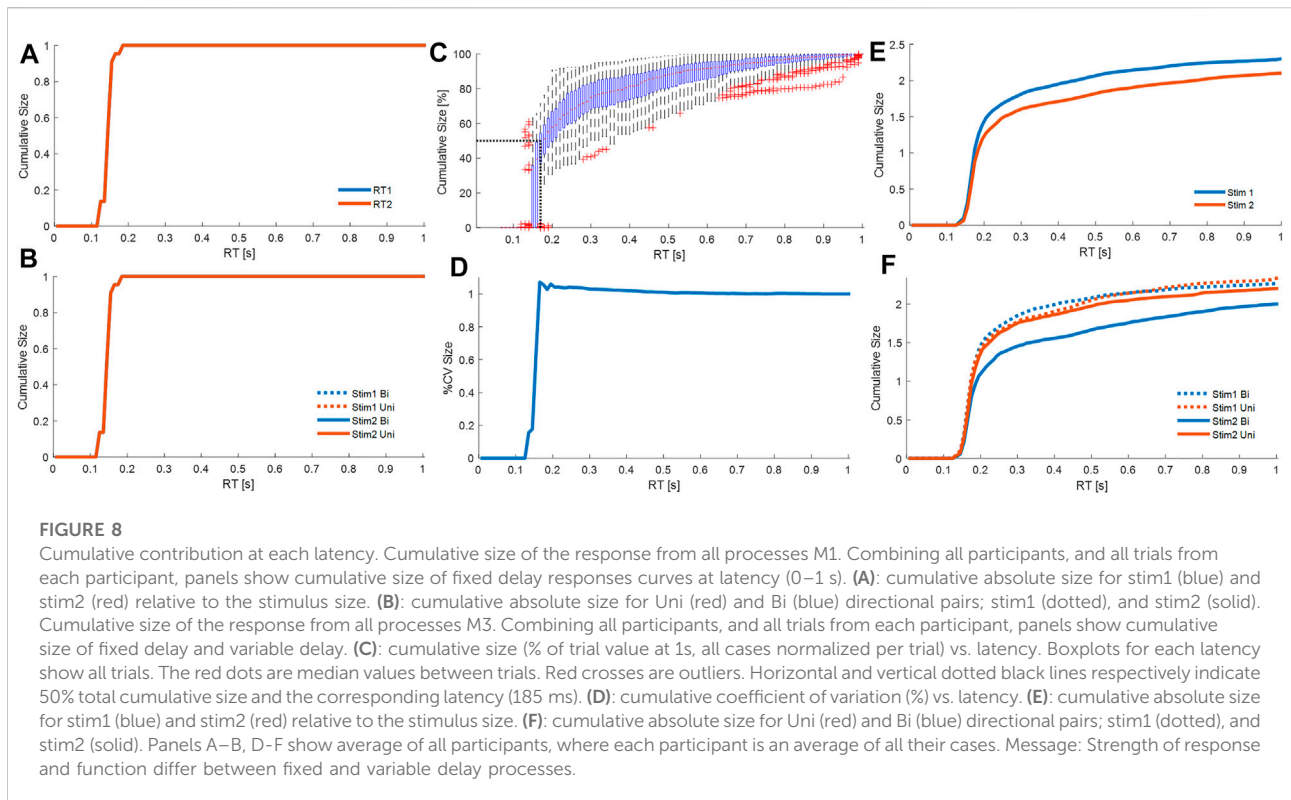 A
Cumulative Size
1
0.8
0.6
0.4
0.2
0
0 0.1 0.2 0.3 0.4 0.5 0.6 0.7 0.8 0.9 1
RT [s]
RT1
RT2
B
Cumulative Size
1
0.8
0.6
0.4
0.2
0
0 0.1 0.2 0.3 0.4 0.5 0.6 0.7 0.8 0.9 1
RT [s]
Stim1 Bi
Stim1 Uni
Stim2 Bi
Stim2 Uni
C
Cumulative Size [%]
100
80
60
40
20
0
0.1 0.2 0.3 0.4 0.5 0.6 0.7 0.8 0.9 1
RT [s]
D
%CV Size
1
0.8
0.6
0.4
0.2
0
0 0.1 0.2 0.3 0.4 0.5 0.6 0.7 0.8 0.9 1
RT [s]
E
Cumulative Size
2.5
2
1.5
1
0.5
0
0 0.1 0.2 0.3 0.4 0.5 0.6 0.7 0.8 0.9 1
RT [s]
Stim 1
Stim 2
F
Cumulative Size
2
1.5
1
0.5
0
0 0.1 0.2 0.3 0.4 0.5 0.6 0.7 0.8 0.9 1
RT [s]
Stim1 Bi
Stim1 Uni
Stim2 Bi
Stim2 Uni
FIGURE 8
Cumulative contribution at each latency. Cumulative size of the response from all processes M1. Combining all participants, and all trials from
each participant, panels show cumulative size of fixed delay responses curves at latency (0–1 s). (A): cumulative absolute size for stim1 (blue) and
stim2 (red) relative to the stimulus size. (B): cumulative absolute size for Uni (red) and Bi (blue) directional pairs; stim1 (dotted), and stim2 (solid).
Cumulative size of the response from all processes M3. Combining all participants, and all trials from each participant, panels show cumulative
size of fixed delay and variable delay. (C): cumulative size (% of trial value at 1s, all cases normalized per trial) vs. latency. Boxplots for each latency
show all trials. The red dots are median values between trials. Red crosses are outliers. Horizontal and vertical dotted black lines respectively indicate
50% total cumulative size and the corresponding latency (185 ms). (D): cumulative coefficient of variation (%) vs. latency. (E): cumulative absolute size
for stim1 (blue) and stim2 (red) relative to the stimulus size. (F): cumulative absolute size for Uni (red) and Bi (blue) directional pairs; stim1 (dotted), and
stim2 (solid). Panels A–B, D-F show average of all participants, where each participant is an average of all their cases. Message: Strength of response
and function differ between fixed and variable delay processes.